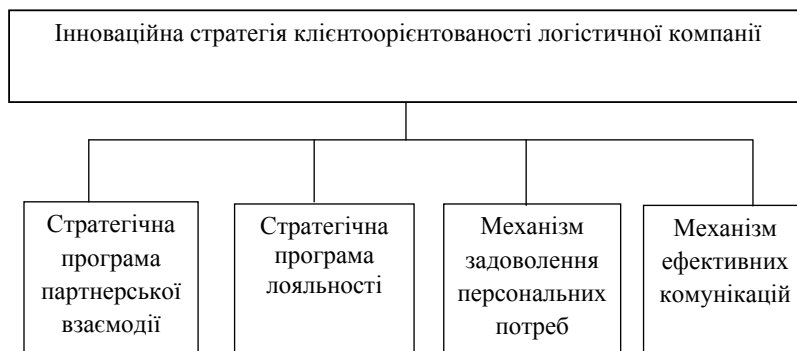 Інноваційна стратегія клієнтоорієнтованості логістичної компанії
Стратегічна
програма
партнерської
взаємодії
Стратегічна
програма
лояльності
Механізм
задоволення
персональних
потреб
Механізм
ефективних
комунікацій